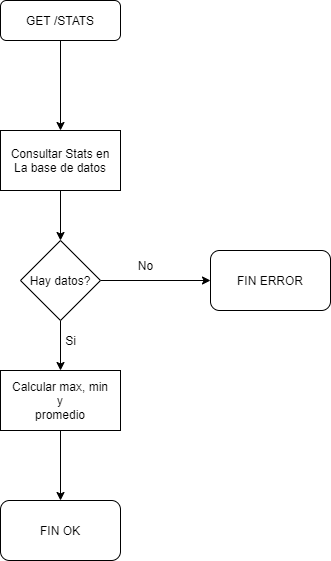 GET /STATS
Consultar Stats en
La base de datos
Hay datos?
No
FIN ERROR
Si
Calcular max, min
y
promedio
FIN OK